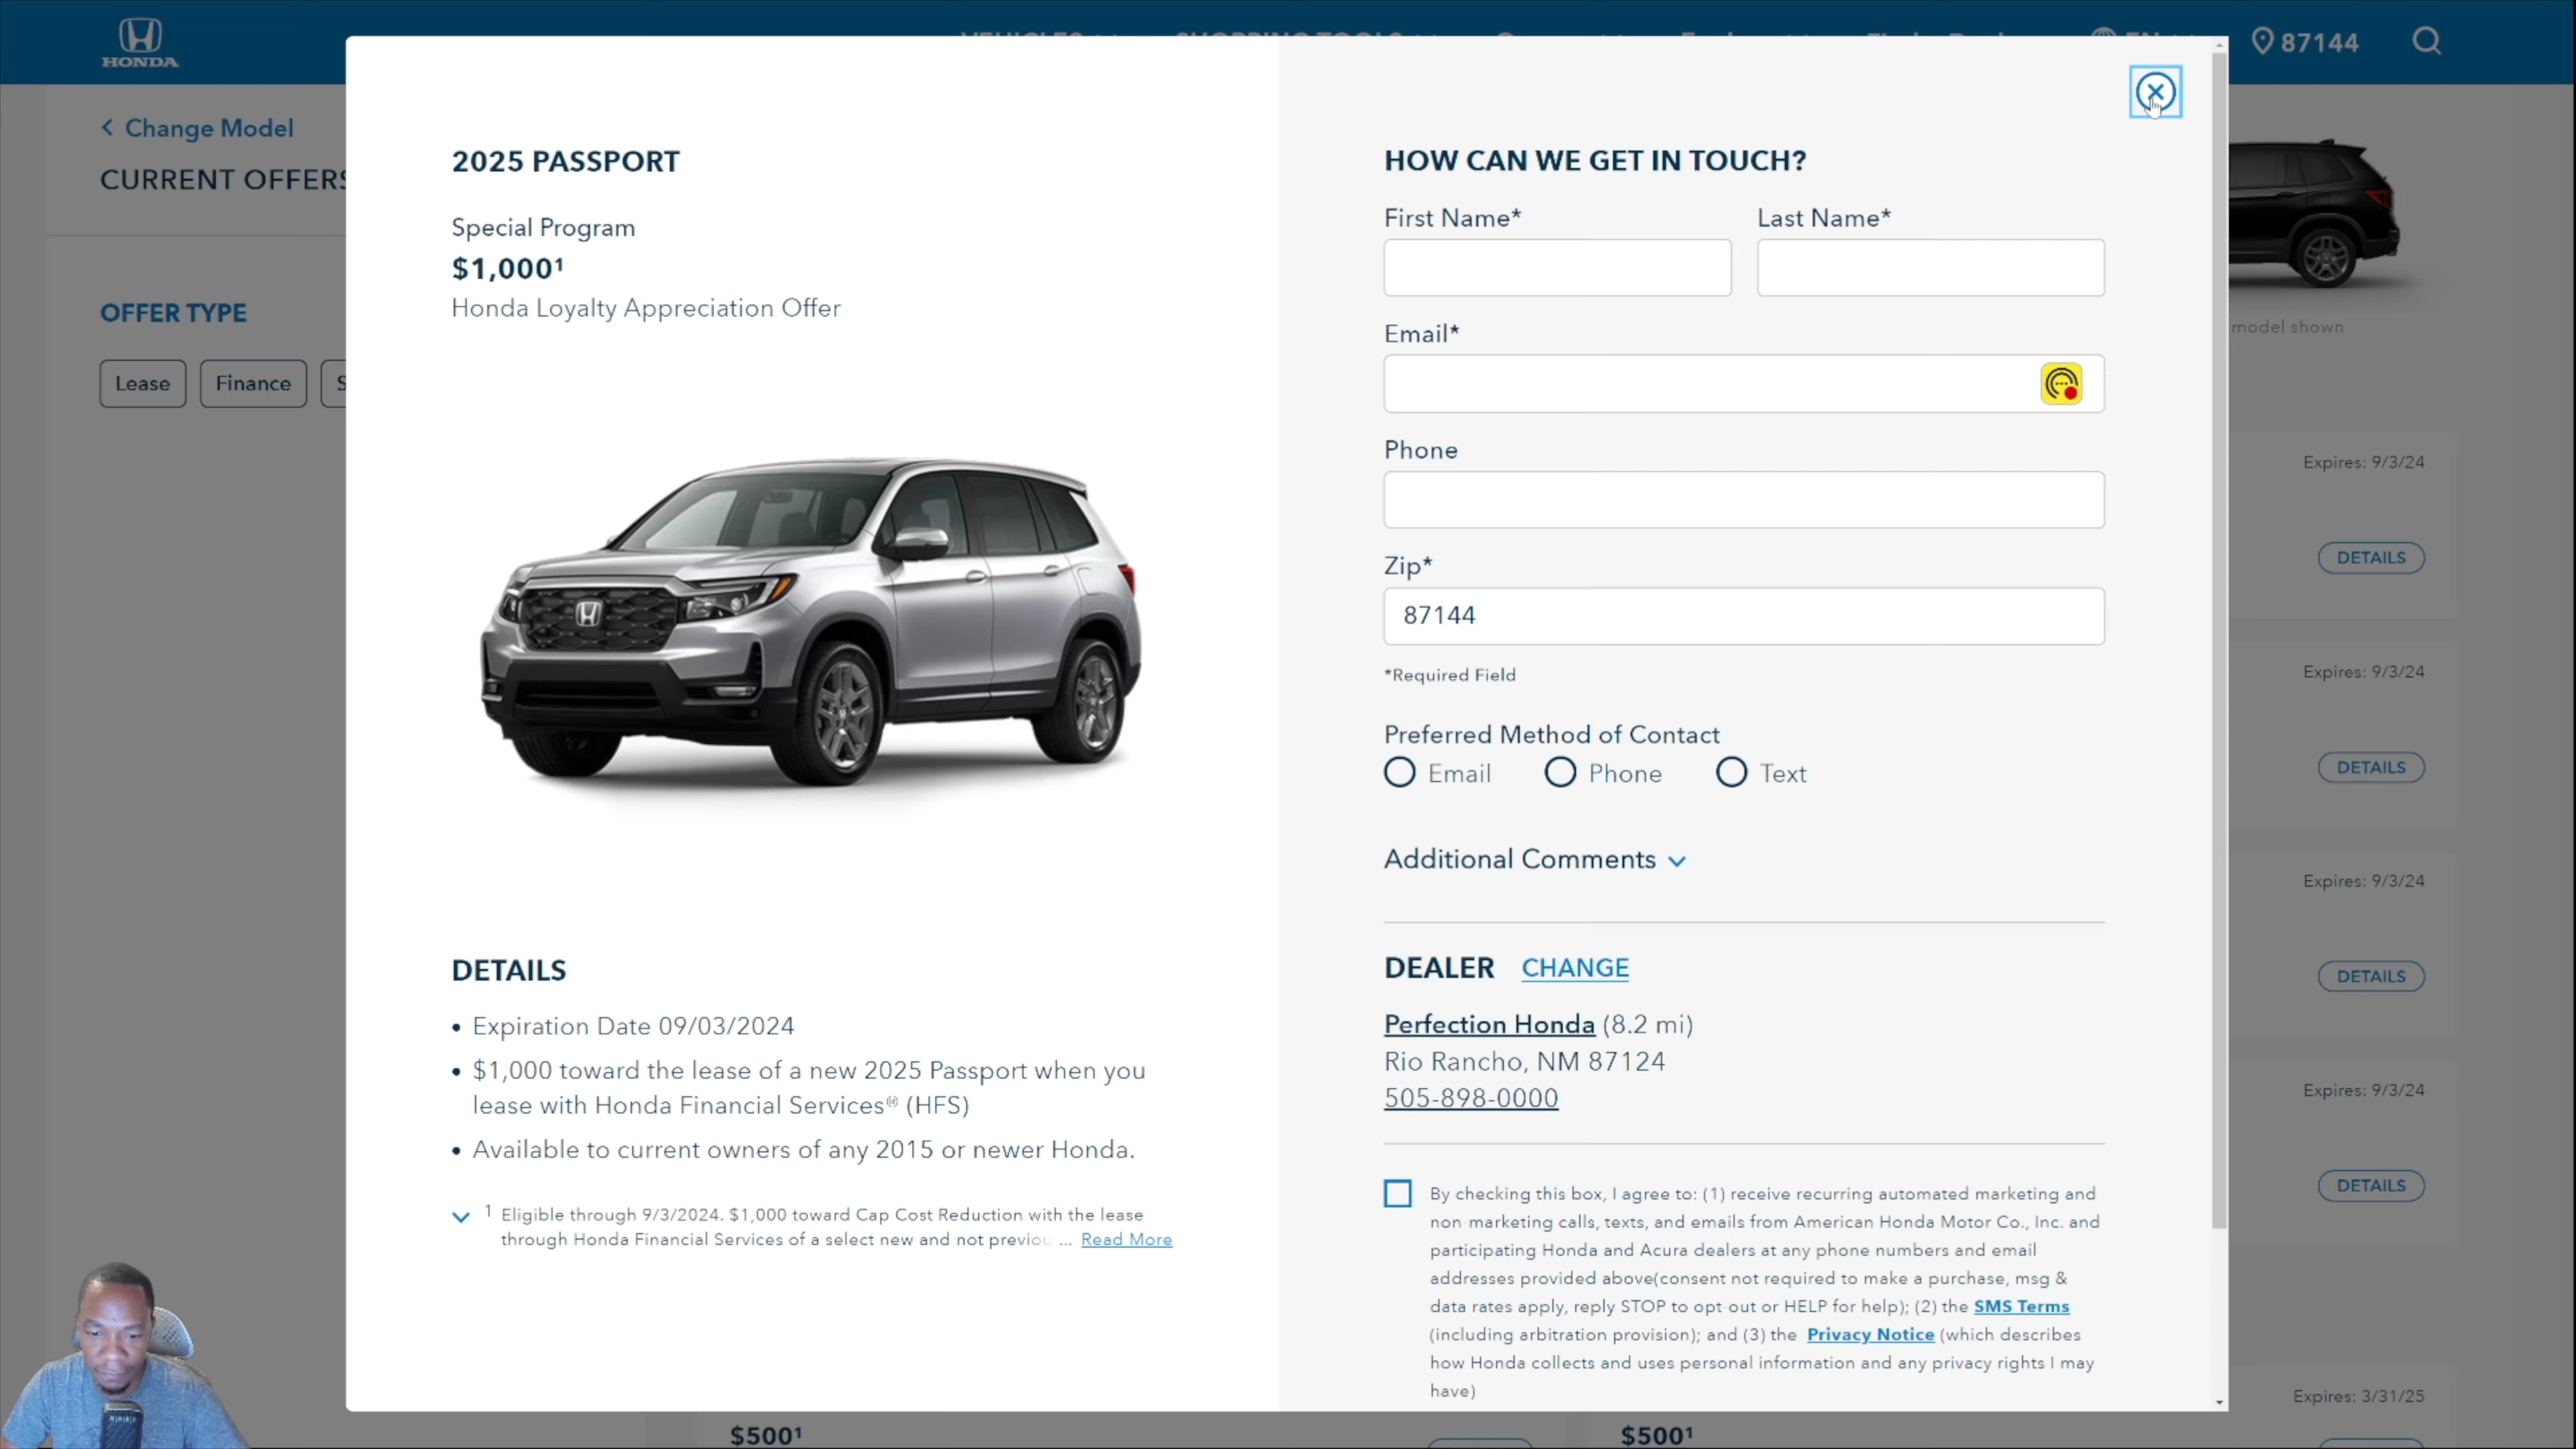 HONDA
87144
Change Model
CURRENT OFFERS
OFFER TYPE
Lease
Finance
2025 PASSPORT
Special Program
$1,000¹
Honda Loyalty Appreciation Offer
DETAILS
• Expiration Date 09/03/2024
• $1,000 toward the lease of a new 2025 Passport when you
lease with Honda Financial Services® (HFS)
• Available to current owners of any 2015 or newer Honda.
¹ Eligible through 9/3/2024. $1,000 toward Cap Cost Reduction with the lease
through Honda Financial Services of a select new and not previou ... Read More
HOW CAN WE GET IN TOUCH?
First Name* Last Name*
Email*
Phone
Zip*
87144
*Required Field
Preferred Method of Contact
Email Phone Text
Additional Comments
DEALER CHANGE
Perfection Honda (8.2 mi)
Rio Rancho, NM 87124
505-898-0000
By checking this box, I agree to: (1) receive recurring automated marketing and
non-marketing calls, texts, and emails from American Honda Motor Co., Inc. and
participating Honda and Acura dealers at any phone numbers and email
addresses provided above(consent not required to make a purchase, msg &
data rates apply, reply STOP to opt-out or HELP for help); (2) the SMS Terms
(including arbitration provision); and (3) the Privacy Notice (which describes
how Honda collects and uses personal information and any privacy rights I may
have)
model shown
Expires: 9/3/24
DETAILS
Expires: 9/3/24
DETAILS
Expires: 9/3/24
DETAILS
Expires: 9/3/24
DETAILS
Expires: 3/31/25
$500¹
$500¹